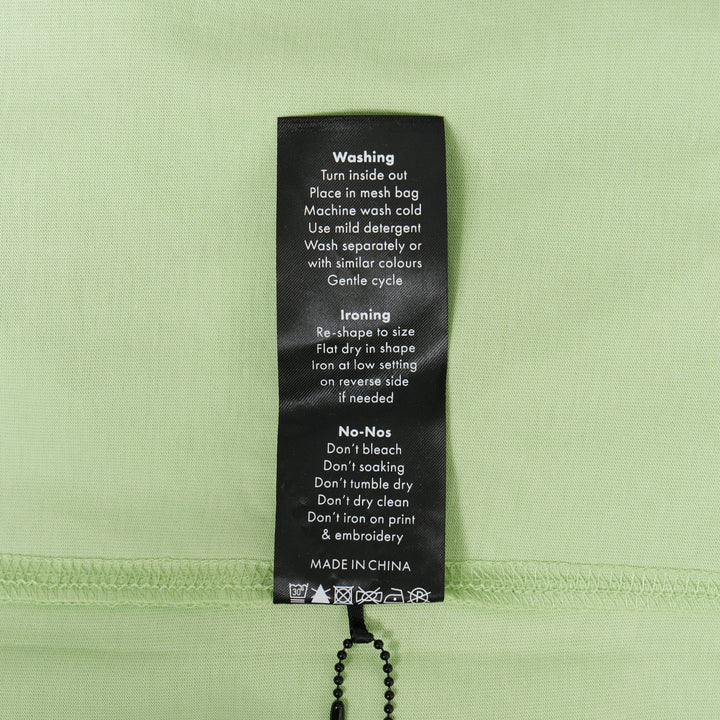 Washing
Turn inside out
Place in mesh bag
Machine wash cold
Use mild detergent
Wash separately or
with similar colours
Gentle cycle
Ironing
Re-shape to size
Flat dry in shape
Iron at low setting
on reverse side
if needed
No-Nos
Don't bleach
Don't soaking
Don't tumble dry
Don't dry clean
Don't iron on print
& embroidery
MADE IN CHINA
30°